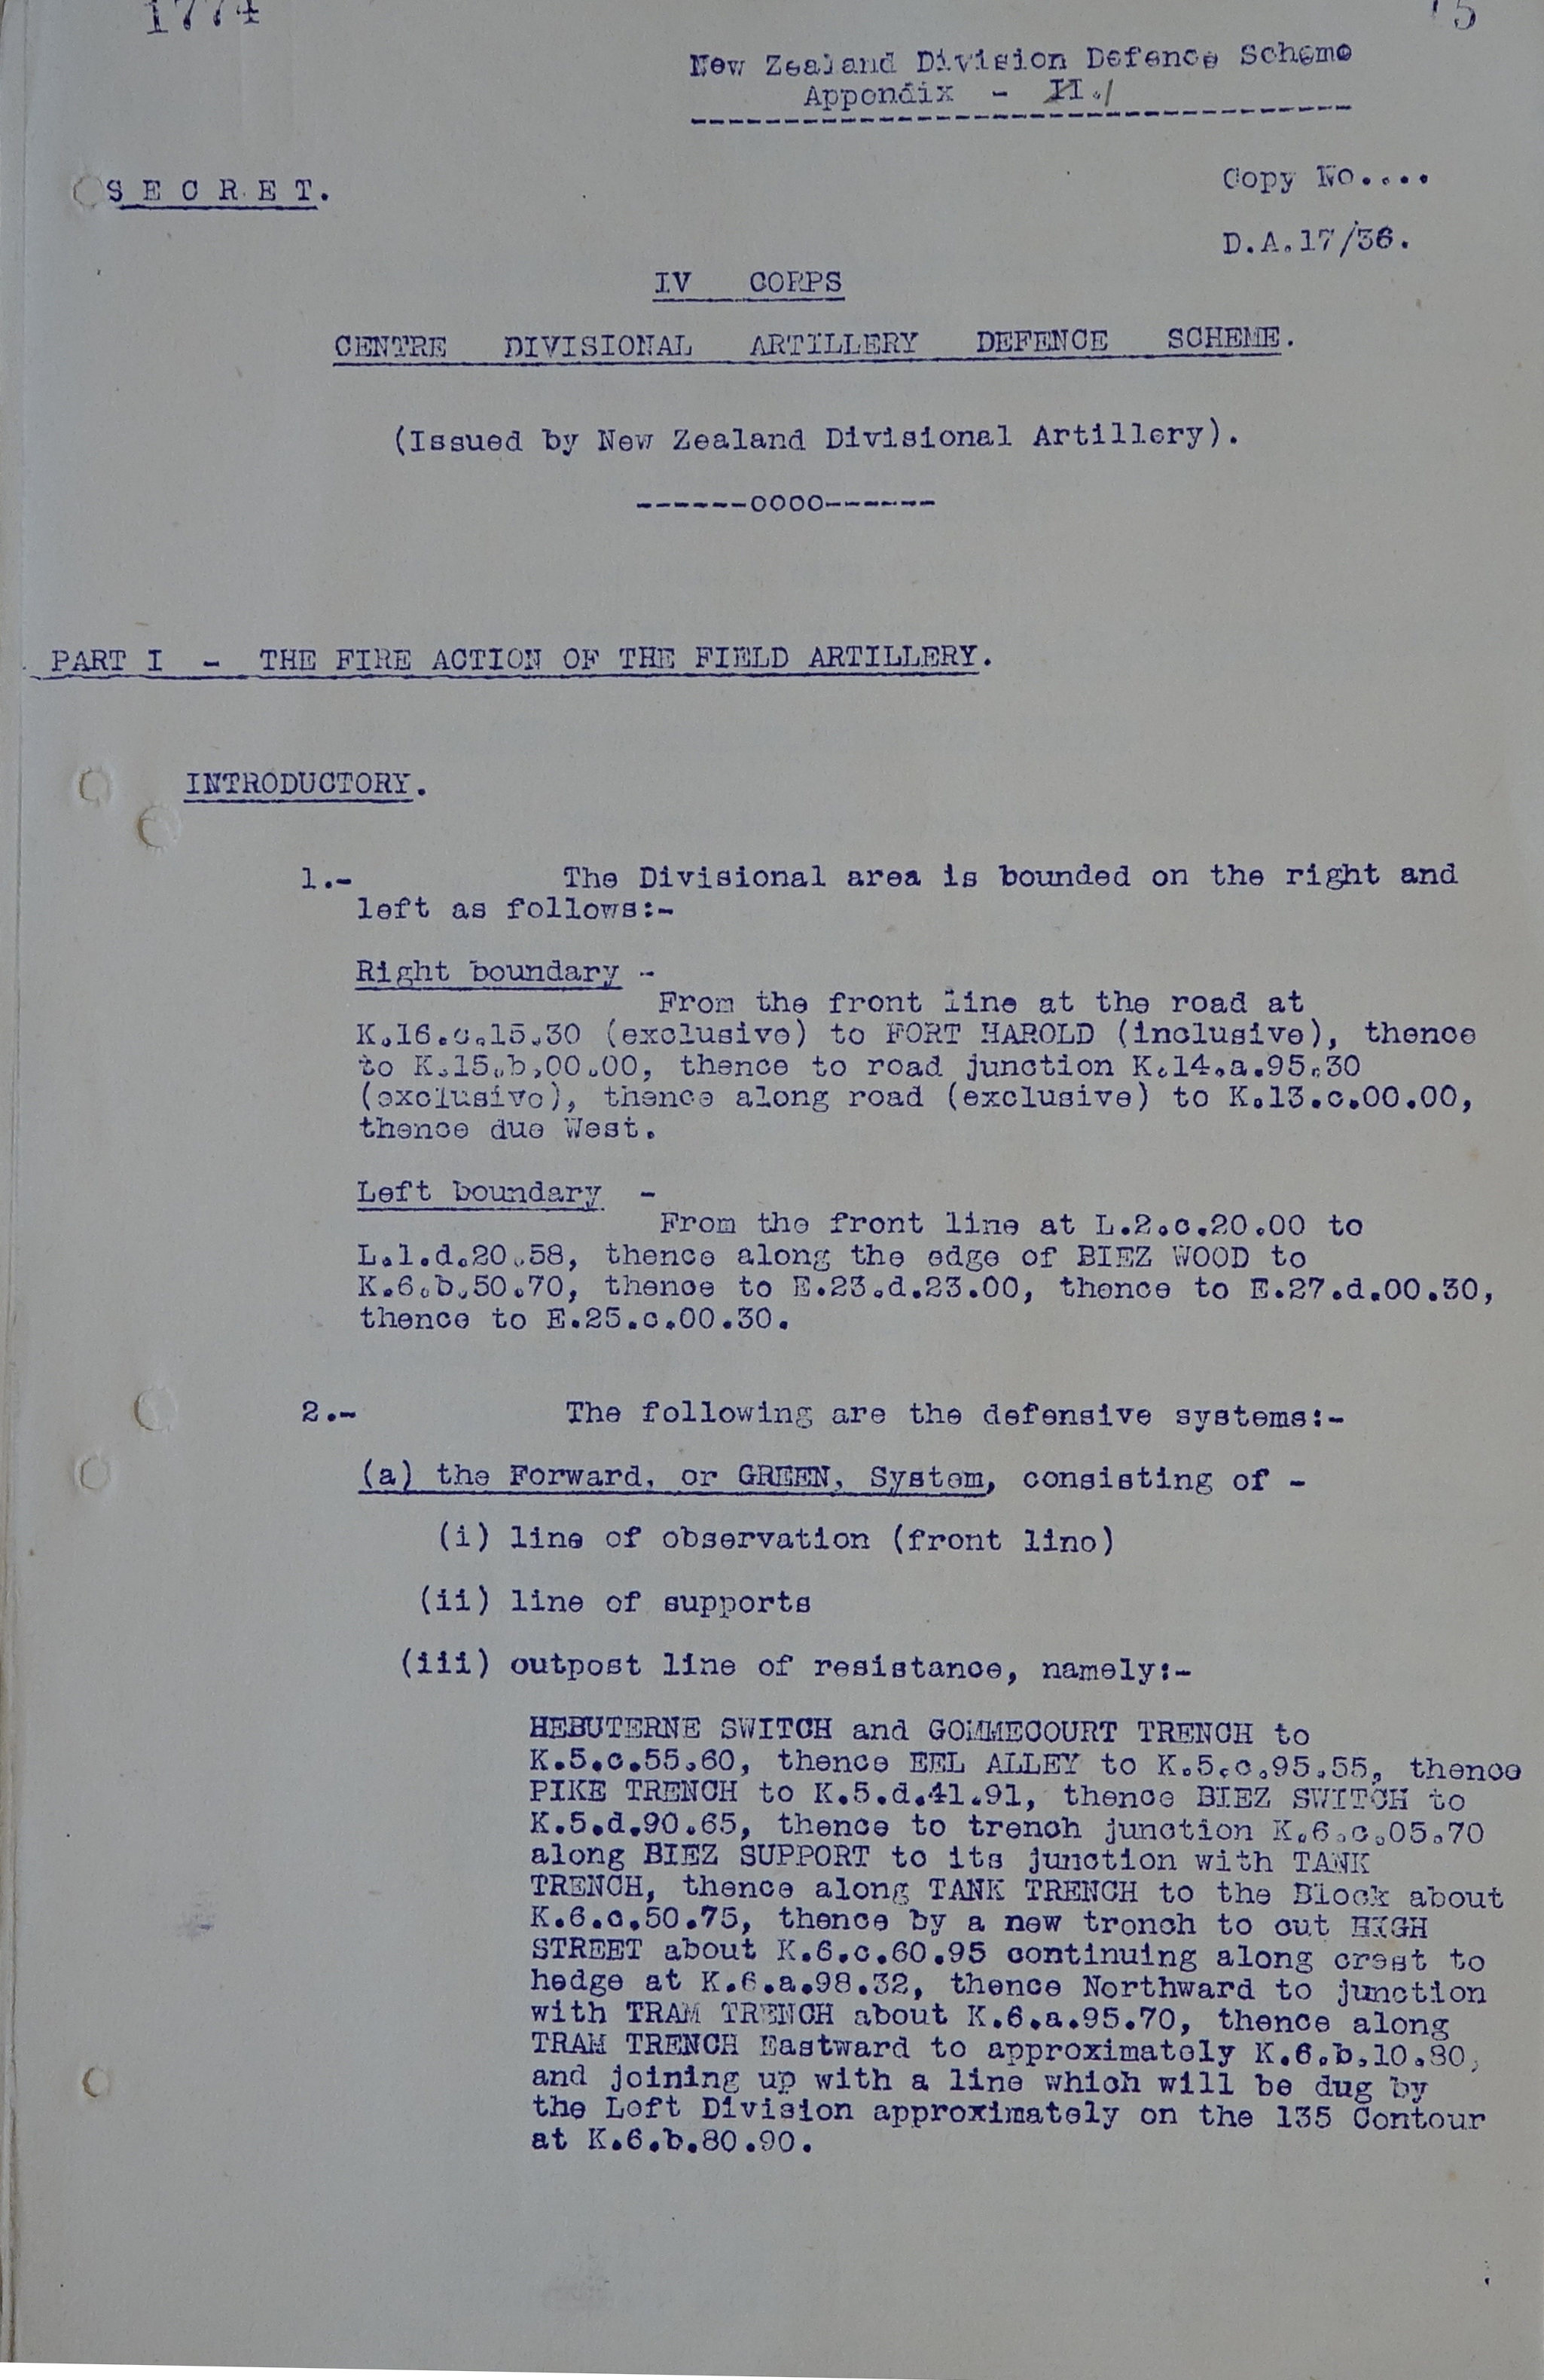 1774
New Zealand Division Defence Scheme
Appendix - II.
S E C R E T.
Copy No....
D.A.17/36.
IV CORPS
CENTRE DIVISIONAL ARTILLERY DEFENCE SCHEME.
(Issued by New Zealand Divisional Artillery).
------oooo------
PART I - THE FIRE ACTION OF THE FIELD ARTILLERY.
INTRODUCTORY.
1.- The Divisional area is bounded on the right and
left as follows:-
Right boundary -
From the front line at the road at
K.16.c.15.30 (exclusive) to FORT HAROLD (inclusive), thence
to K.15.b.00.00, thence to road junction K.14.a.95.30
(exclusive), thence along road (exclusive) to K.13.c.00.00,
thence due West.
Left boundary -
From the front line at L.2.c.20.00 to
L.1.d.20.58, thence along the edge of BIEZ WOOD to
K.6.b.50.70, thence to E.23.d.23.00, thence to E.27.d.00.30,
thence to E.25.c.00.30.
2.- The following are the defensive systems:-
(a) the Forward, or GREEN, System, consisting of -
(i) line of observation (front line)
(ii) line of supports
(iii) outpost line of resistance, namely:-
HEBUTERNE SWITCH and GOMMECOURT TRENCH to
K.5.c.55.60, thence EEL ALLEY to K.5.c.95.55, thence
PIKE TRENCH to K.5.d.41.91, thence BIEZ SWITCH to
K.5.d.90.65, thence to trench junction K.6.c.05.70
along BIEZ SUPPORT to its junction with TANK
TRENCH, thence along TANK TRENCH to the Block about
K.6.c.50.75, thence by a new trench to cut HIGH
STREET about K.6.c.60.95 continuing along crest to
hedge at K.6.a.98.32, thence Northward to junction
with TRAM TRENCH about K.6.a.95.70, thence along
TRAM TRENCH Eastward to approximately K.6.b.10.80,
and joining up with a line which will be dug by
the Left Division approximately on the 135 Contour
at K.6.b.80.90.